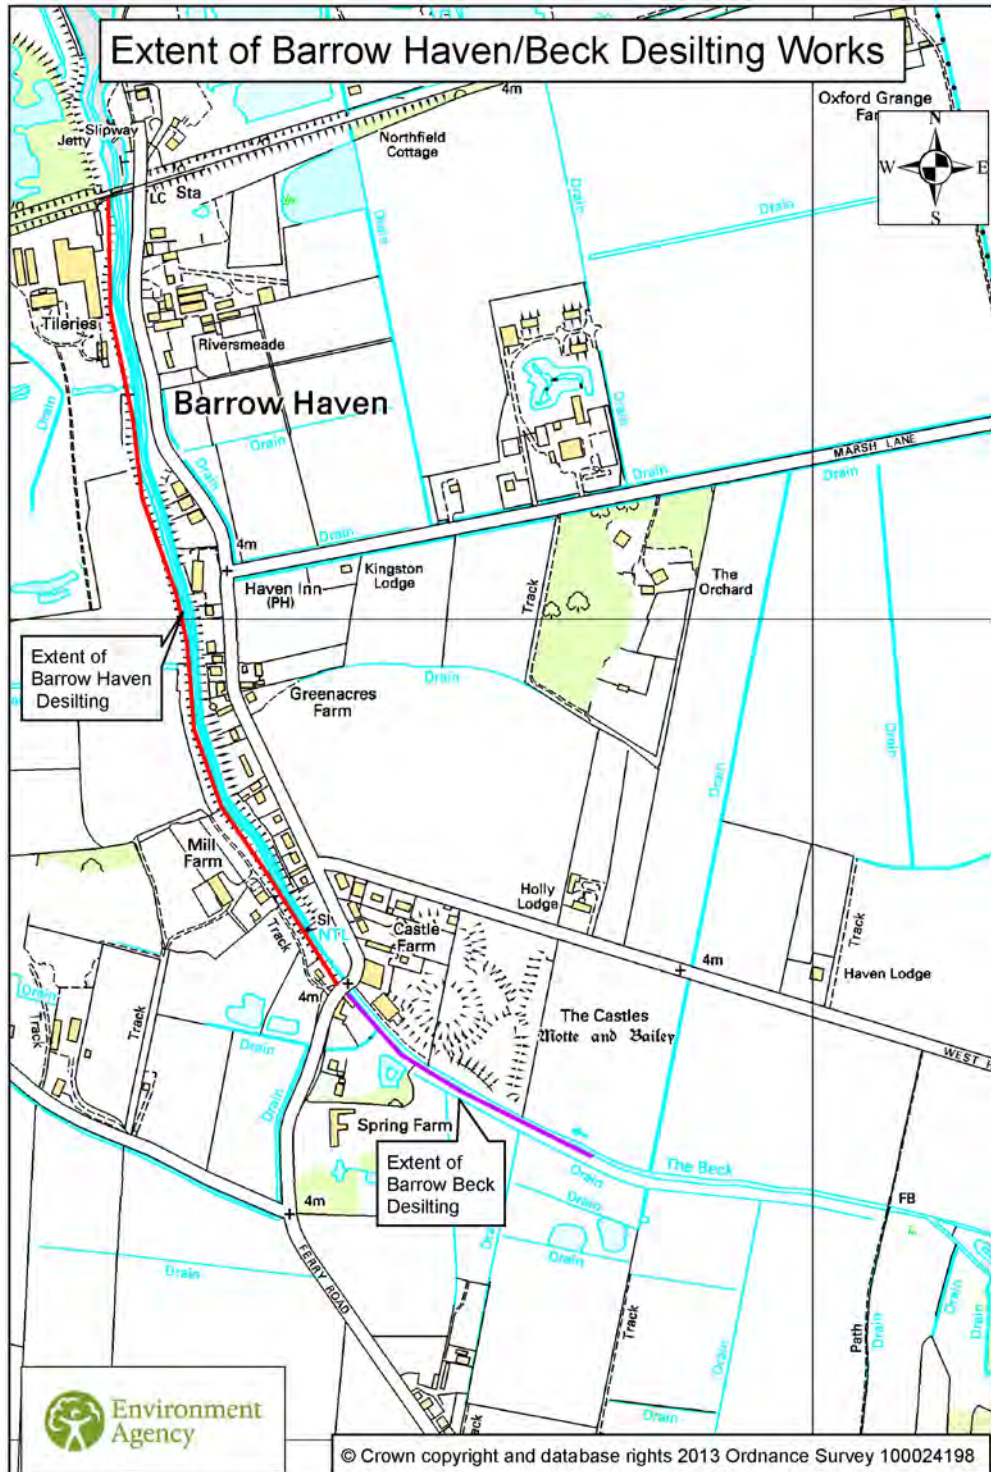 Extent of Barrow Haven/Beck Desilting Works
Oxford Grange
N
W E
S
4m
Slipway
Jetty
Northfield
Cottage
LC Sta
Drain
Drain
Drain
Tileries
Riversmeade
Barrow Haven
Drain
Drain
Drain
Drain
Drain
MARSH LANE
Drain
Drain
4m
Haven Inn
(PH)
Kingston
Lodge
Track
The
Orchard
Extent of
Barrow Haven
Desilting
Greenacres
Farm
Drain
Drain
Drain
Mill
Farm
Holly
Lodge
NTL
Track
Castle
Farm
4m
Track
Haven Lodge
4m
Drain
Track
Track
Drain
Drain
The Castles
Motte and Bailey
Spring Farm
Extent of
Barrow Beck
Desilting
Drain
The Beck
Drain
FB
4m
Drain
Drain
FERRY ROAD
Track
Drain
Path
Drain
Drain
Drain
Drain
Environment
Agency
© Crown copyright and database rights 2013 Ordnance Survey 100024198